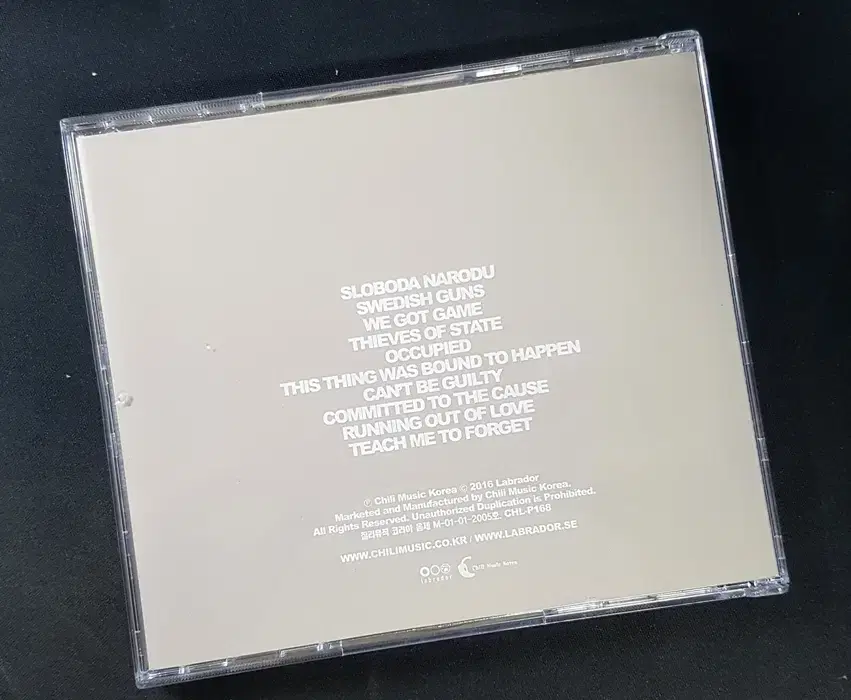 SLOBODA NARODU
SWEDISH GUNS
WE GOT GAME
THIEVES OF STATE
OCCUPIED
THIS THING WAS BOUND TO HAPPEN
CAN'T BE GUILTY
COMMITTED TO THE CAUSE
RUNNING OUT OF LOVE
TEACH ME TO FORGET
℗ Chili Music Korea © 2016 Labrador
Marketed and Manufactured by Chili Music Korea.
All Rights Reserved. Unauthorized Duplication is Prohibited.
칠리뮤직 코리아 음제 M-01-01-2005호. CHL-P168
WWW.CHILIMUSIC.CO.KR / WWW.LABRADOR.SE
labrador
Chili Music Korea